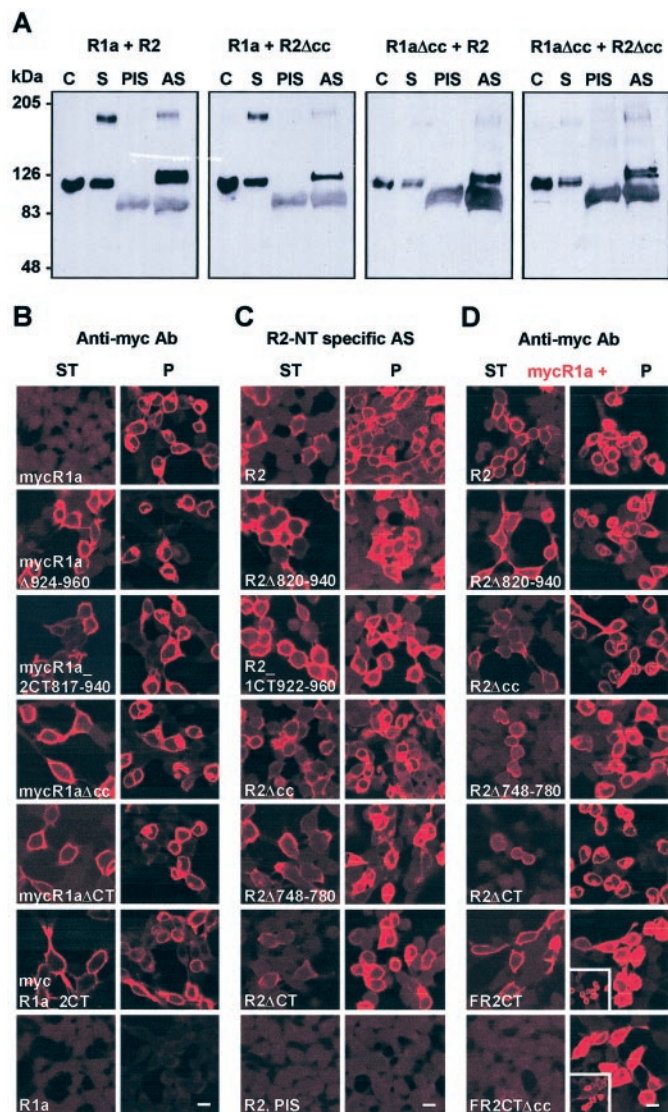 A
R1a + R2
R1a + R2Δcc
R1aΔcc + R2
R1aΔcc + R2Δcc
kDa
C S PIS AS
C S PIS AS
C S PIS AS
C S PIS AS
205
126
83
48
B
Anti-myc Ab
ST P
mycR1a
mycR1a
Δ924-960
mycR1a_
2CT817-940
mycR1aΔcc
mycR1aΔCT
myc
R1a_2CT
R1a
C
R2-NT specific AS
ST P
R2
R2Δ820-940
R2_
1CT922-960
R2Δcc
R2Δ748-780
R2ΔCT
R2, PIS
D
Anti-myc Ab
ST mycR1a + P
R2
R2Δ820-940
R2Δcc
R2Δ748-780
R2ΔCT
FR2CT
FR2CTΔcc